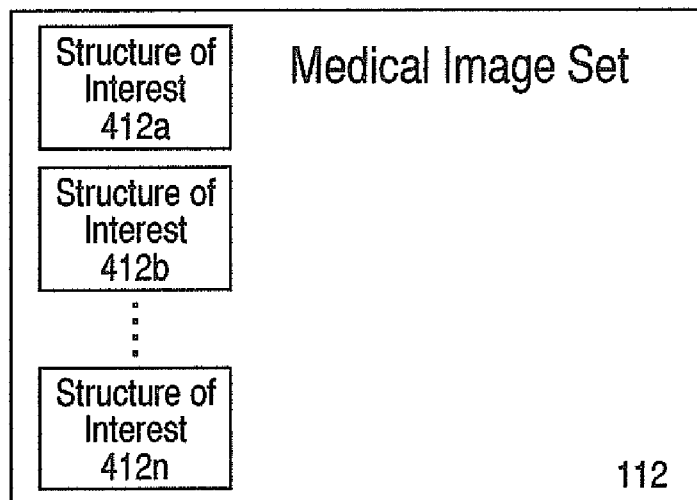 Structure of
Interest
412a
Medical Image Set
Structure of
Interest
412b
Structure of
Interest
412n
112